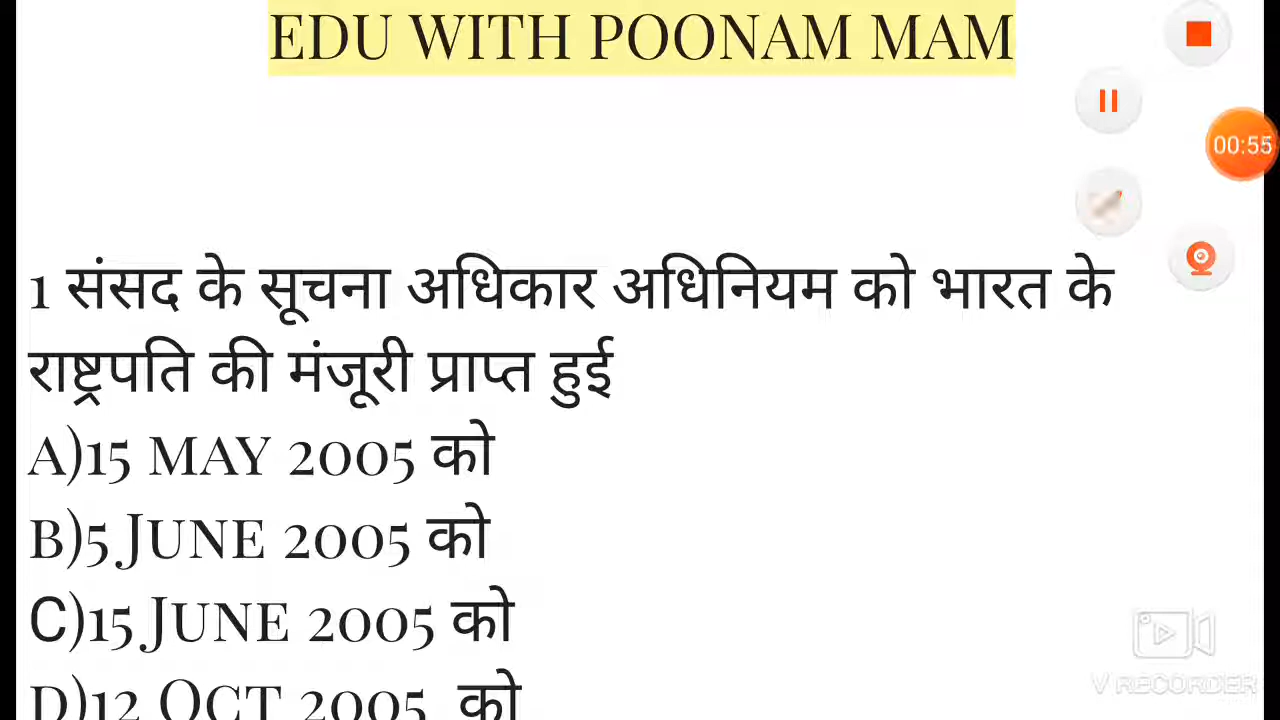 EDU WITH POONAM MAM
00:55
1 संसद के सूचना अधिकार अधिनियम को भारत के
राष्ट्रपति की मंजूरी प्राप्त हुई
A)15 MAY 2005 को
B)5 JUNE 2005 को
C)15 JUNE 2005 को
D)12 OCT 2005 को
V RECORDER